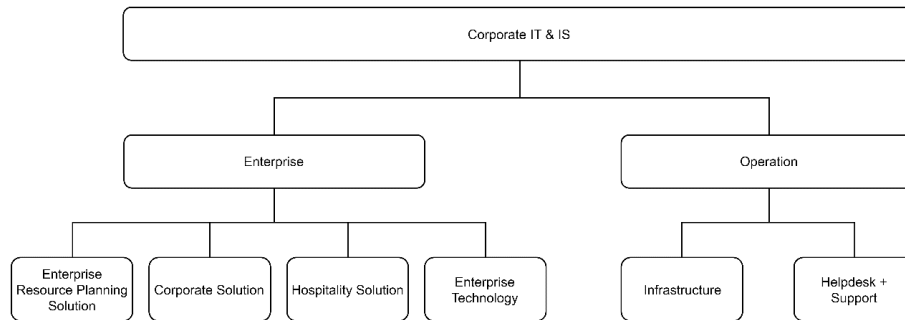 Corporate IT & IS
Enterprise
Operation
Enterprise
Resource Planning
Solution
Corporate Solution
Hospitality Solution
Enterprise
Technology
Infrastructure
Helpdesk +
Support